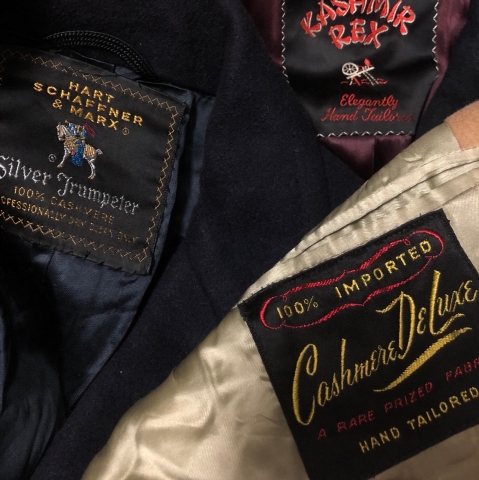 HART
SCHAFFNER
& MARX®
Silver Trumpeter
100% CASHMERE
KASHMIR
REX
Elegantly
Hand Tailored
100% IMPORTED
Cashmere DeLuxe
A RARE PRIZED
HAND TAILORED